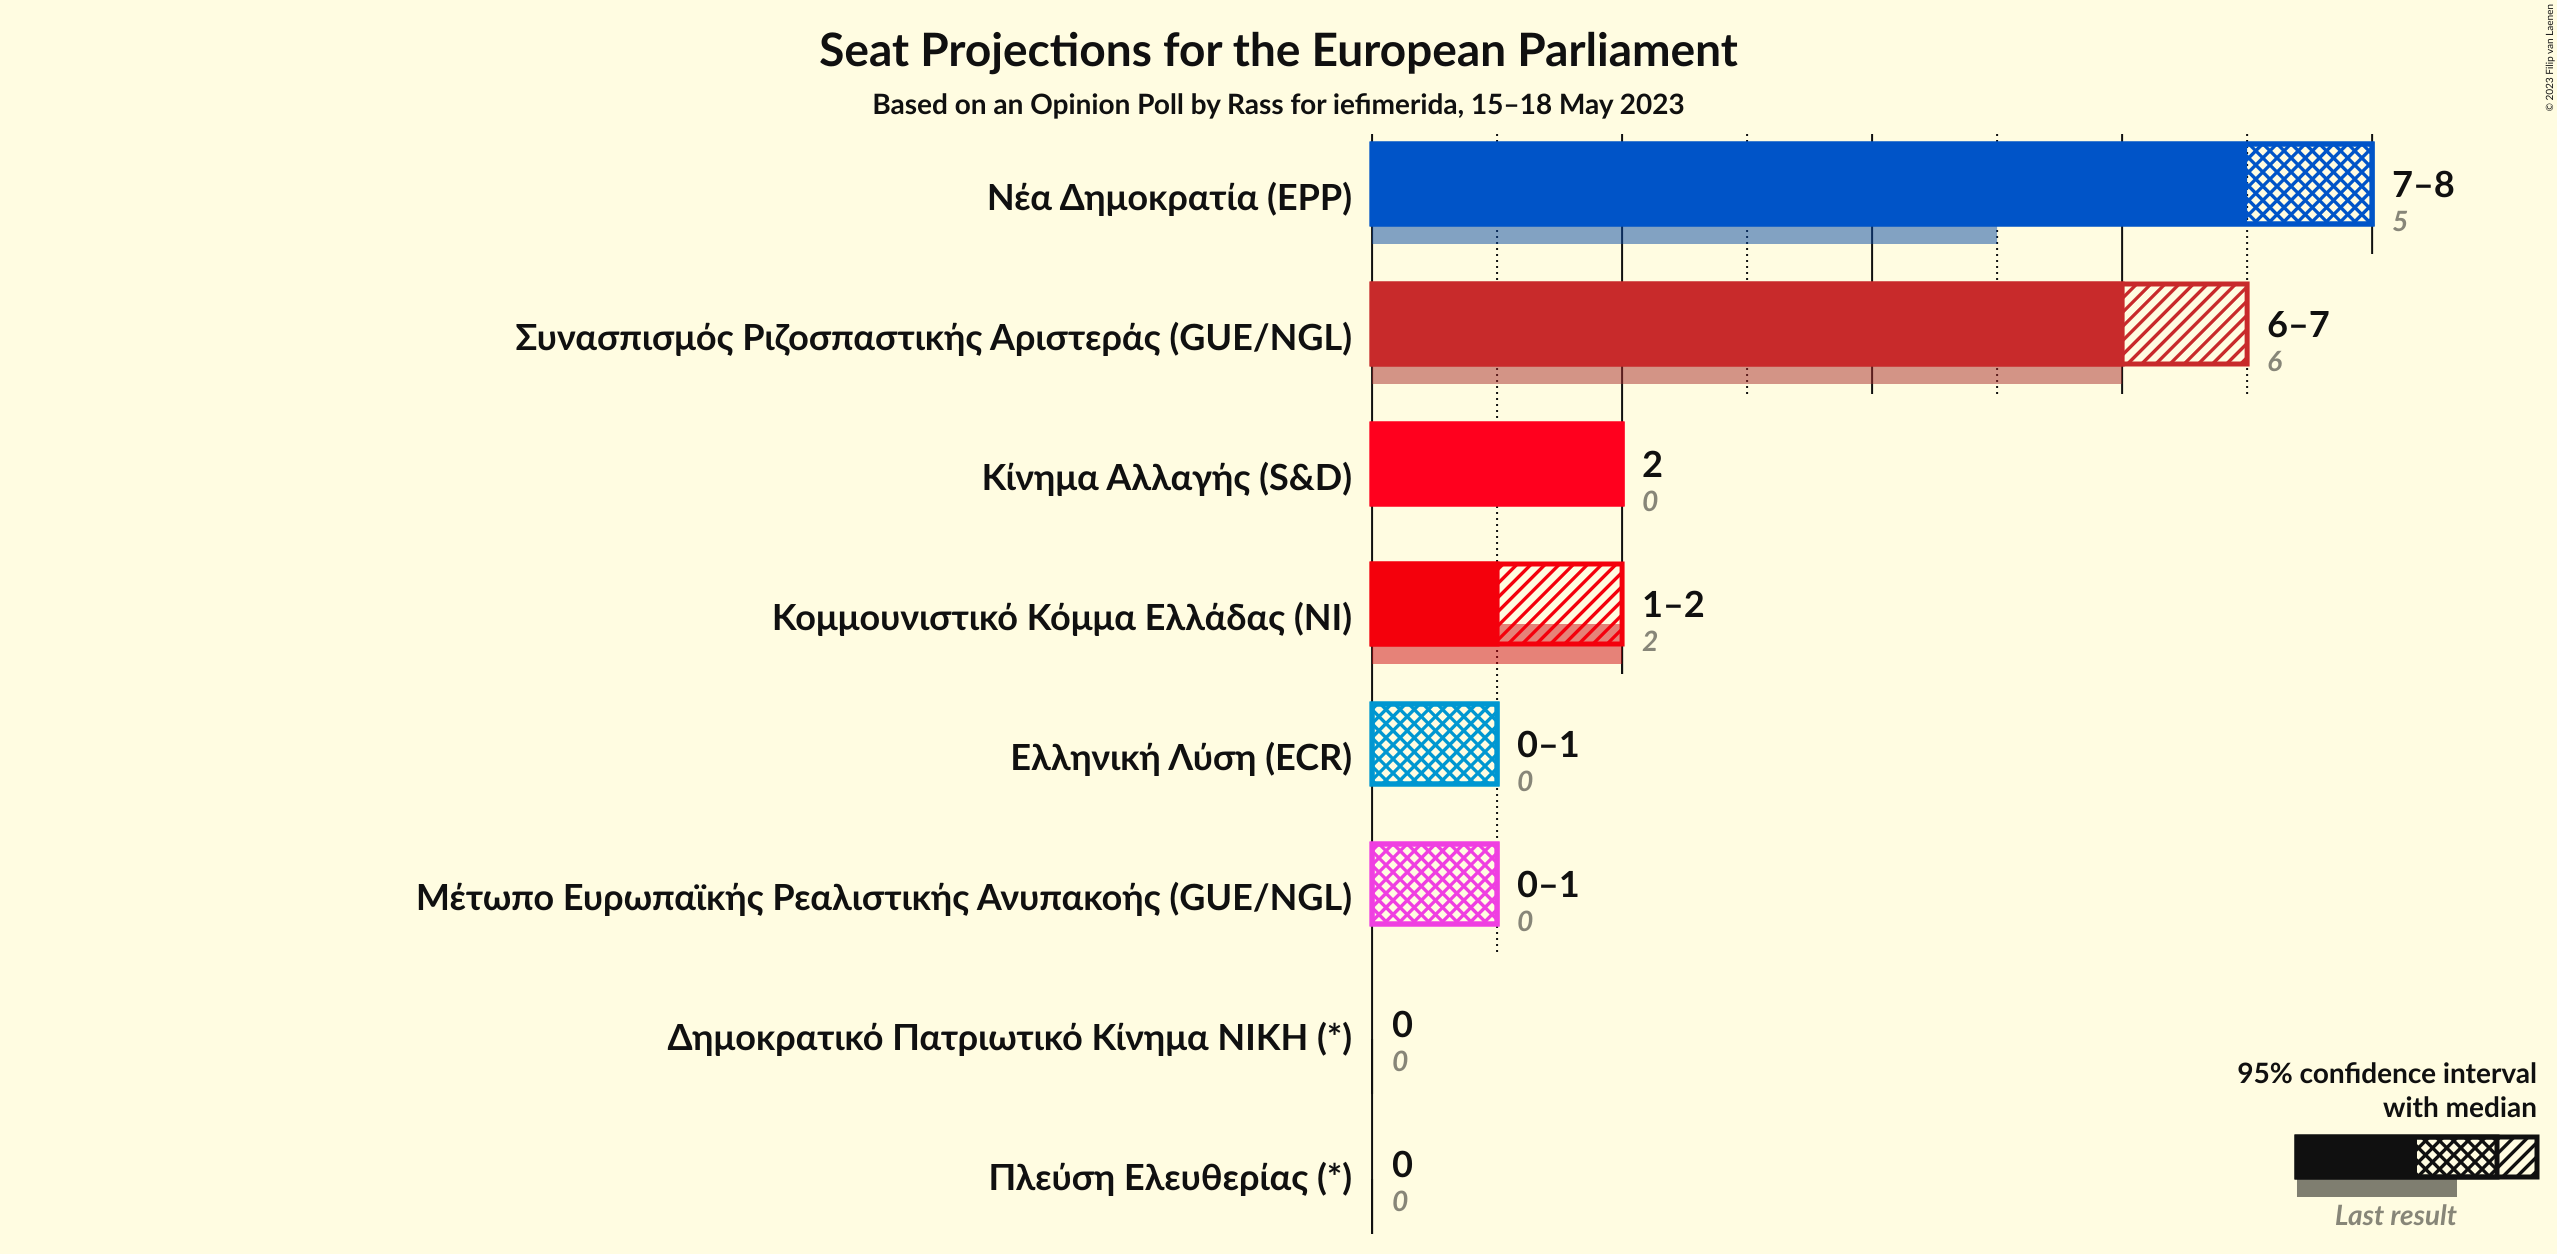 Seat Projections for the European Parliament
Based on an Opinion Poll by Rass for iefimerida, 15–18 May 2023
© 2023 Filip van Laenen
Νέα Δημοκρατία (EPP)
7–8
5
Συνασπισμός Ριζοσπαστικής Αριστεράς (GUE/NGL)
6–7
6
Κίνημα Αλλαγής (S&D)
2
0
Κομμουνιστικό Κόμμα Ελλάδας (NI)
1–2
2
Ελληνική Λύση (ECR)
0–1
0
Μέτωπο Ευρωπαϊκής Ρεαλιστικής Ανυπακοής (GUE/NGL)
0–1
0
Δημοκρατικό Πατριωτικό Κίνημα ΝΙΚΗ (*)
0
0
Πλεύση Ελευθερίας (*)
0
0
95% confidence interval
with median
Last result